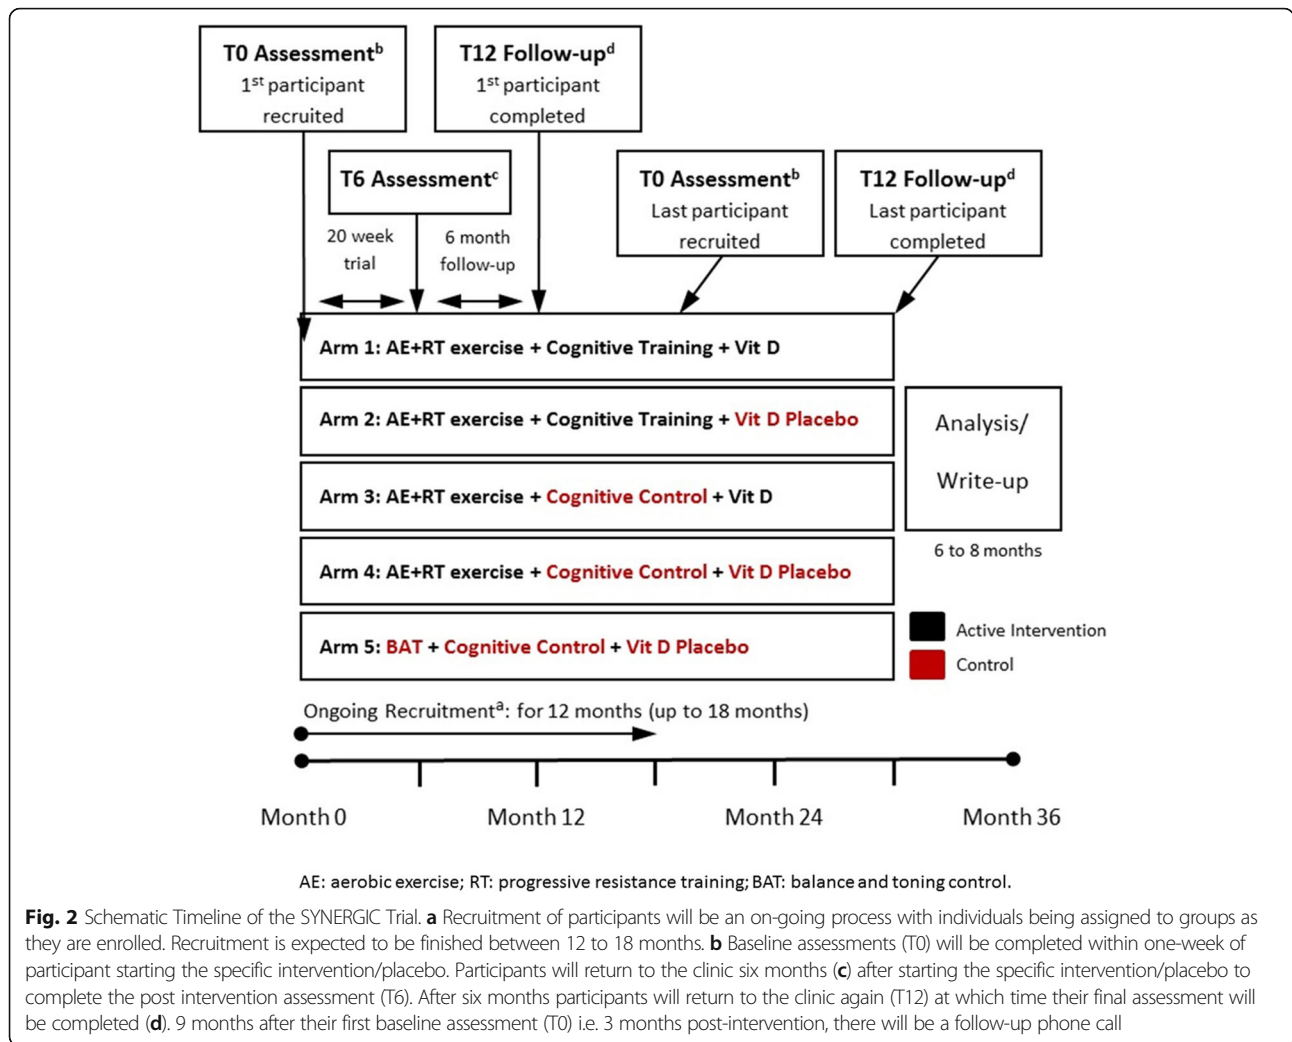 T0 Assessmentb
1st participant
recruited
T12 Follow-upd
1st participant
completed
T6 Assessmentc
T0 Assessmentb
Last participant
recruited
T12 Follow-upd
Last participant
completed
20 week
trial
6 month
follow-up
Arm 1: AE+RT exercise + Cognitive Training + Vit D
Arm 2: AE+RT exercise + Cognitive Training + Vit D Placebo
Arm 3: AE+RT exercise + Cognitive Control + Vit D
Arm 4: AE+RT exercise + Cognitive Control + Vit D Placebo
Arm 5: BAT + Cognitive Control + Vit D Placebo
Analysis/
Write-up
6 to 8 months
Active Intervention
Control
Ongoing Recruitmenta: for 12 months (up to 18 months)
Month 0
Month 12
Month 24
Month 36
AE: aerobic exercise; RT: progressive resistance training; BAT: balance and toning control.
Fig. 2 Schematic Timeline of the SYNERGIC Trial. a Recruitment of participants will be an on-going process with individuals being assigned to groups as
they are enrolled. Recruitment is expected to be finished between 12 to 18 months. b Baseline assessments (T0) will be completed within one-week of
participant starting the specific intervention/placebo. Participants will return to the clinic six months (c) after starting the specific intervention/placebo to
complete the post intervention assessment (T6). After six months participants will return to the clinic again (T12) at which time their final assessment will
be completed (d). 9 months after their first baseline assessment (T0) i.e. 3 months post-intervention, there will be a follow-up phone call